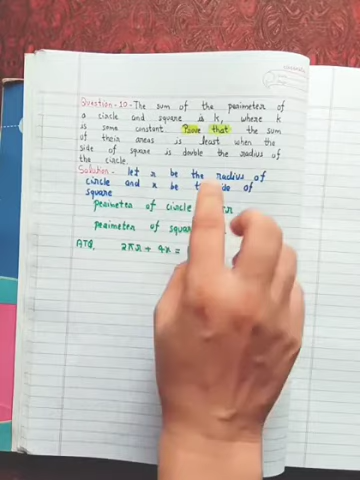 Question-10- The sum of the perimeter of
a circle and square is k, where k
is some constant. Prove that the sum
of their areas is least when the
side of square is double the radius of
the circle.
Solution- let r be the radius of
circle and x be the side of
square
perimeter of circle
perimeter of square
ATQ, 2πr + 4x =